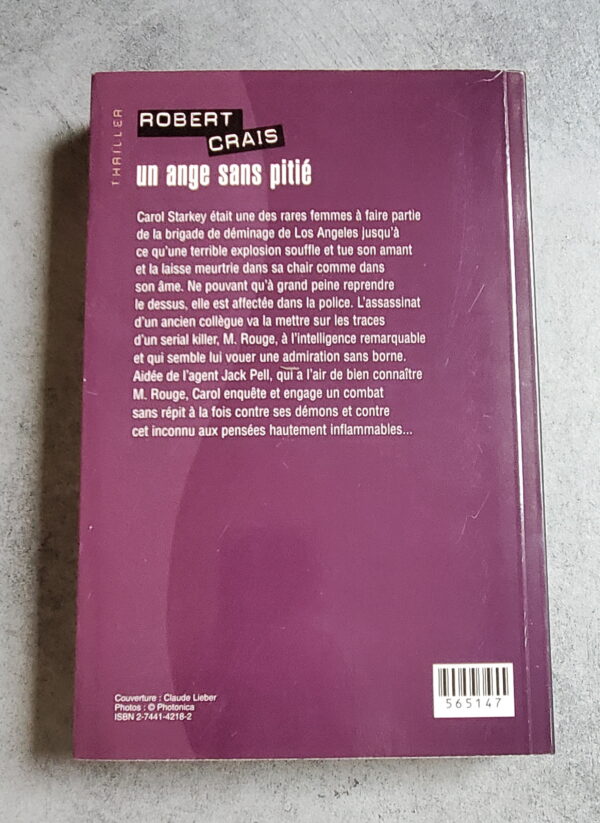 THRILLER
ROBERT
CRAIS
un ange sans pitié
Carol Starkey était une des rares femmes à faire partie
de la brigade de déminage de Los Angeles jusqu'à
ce qu'une terrible explosion souffle et tue son amant
et la laisse meurtrie dans sa chair comme dans
son âme. Ne pouvant qu'à grand peine reprendre
le dessus, elle est affectée dans la police. L'assassinat
d'un ancien collègue va la mettre sur les traces
d'un serial killer, M. Rouge, à l'intelligence remarquable
et qui semble lui vouer une admiration sans borne.
Aidée de l'agent Jack Pell, qui a l'air de bien connaître
M. Rouge, Carol enquête et engage un combat
sans répit à la fois contre ses démons et contre
cet inconnu aux pensées hautement inflammables...
Couverture : Claude Lieber
Photos : © Photonica
ISBN 2-7441-4218-2
565147